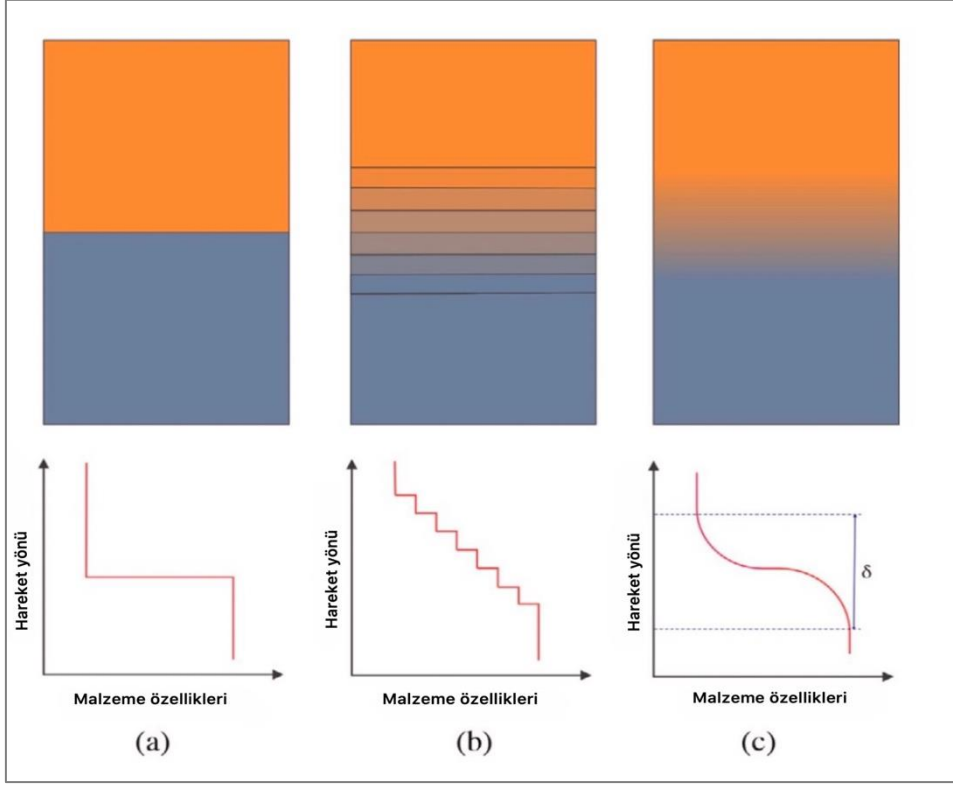 Hareket yönü
Malzeme özellikleri
(a)
Hareket yönü
Malzeme özellikleri
(b)
Hareket yönü
δ
Malzeme özellikleri
(c)